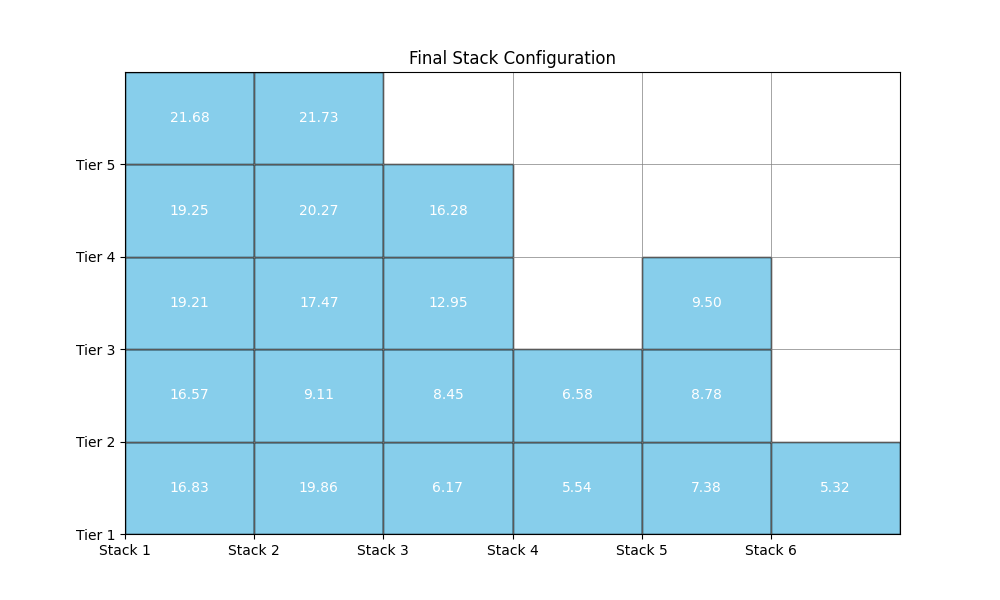 Final Stack Configuration
21.68 21.73
Tier 5
19.25 20.27 16.28
Tier 4
19.21 17.47 12.95 9.50
Tier 3
16.57 9.11 8.45 6.58 8.78
Tier 2
16.83 19.86 6.17 5.54 7.38 5.32
Tier 1
Stack 1 Stack 2 Stack 3 Stack 4 Stack 5 Stack 6